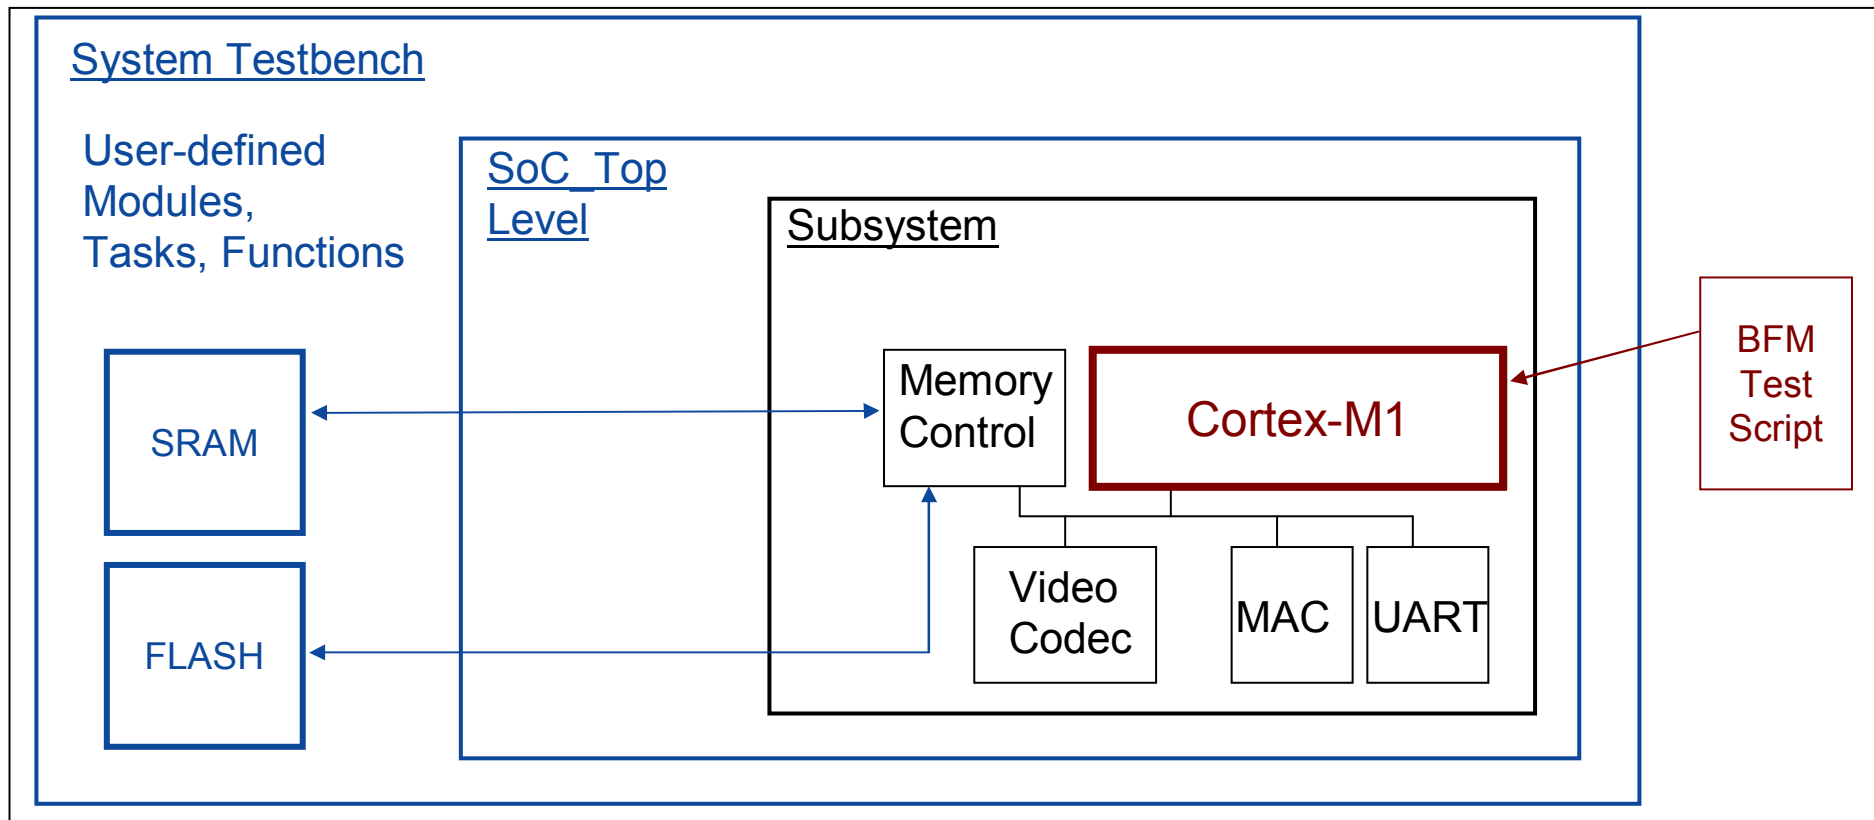 System Testbench
User-defined
Modules,
Tasks, Functions
SoC_Top
Level
Subsystem
SRAM
FLASH
Memory
Control
Cortex-M1
Video
Codec
MAC
UART
BFM
Test
Script